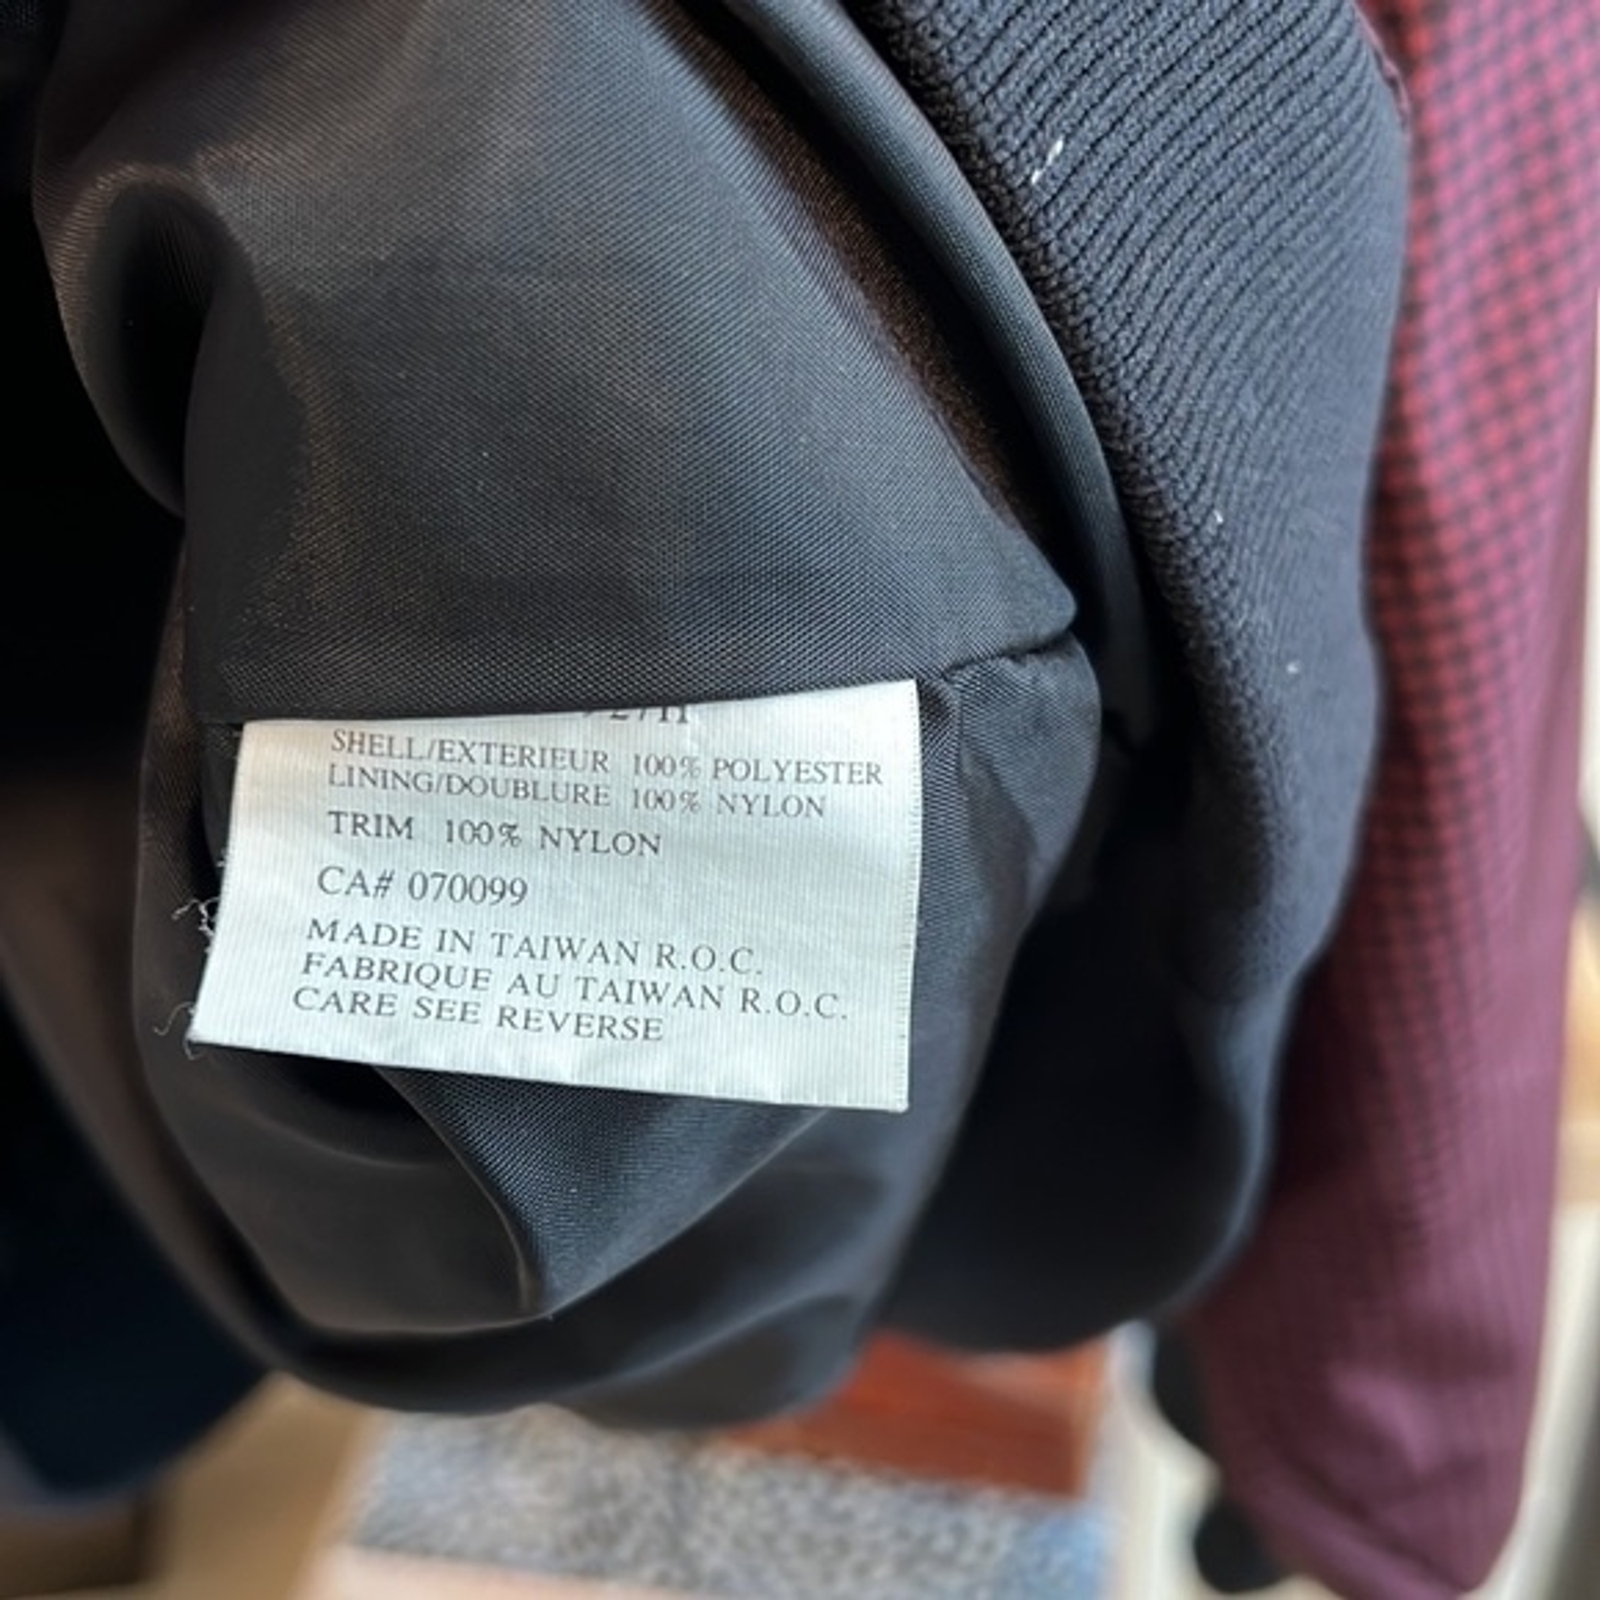 SHELL/EXTERIEUR 100% POLYESTER
LINING/DOUBLURE 100% NYLON
TRIM 100% NYLON
CA# 070099
MADE IN TAIWAN R.O.C.
FABRIQUE AU TAIWAN R.O.C.
CARE SEE REVERSE